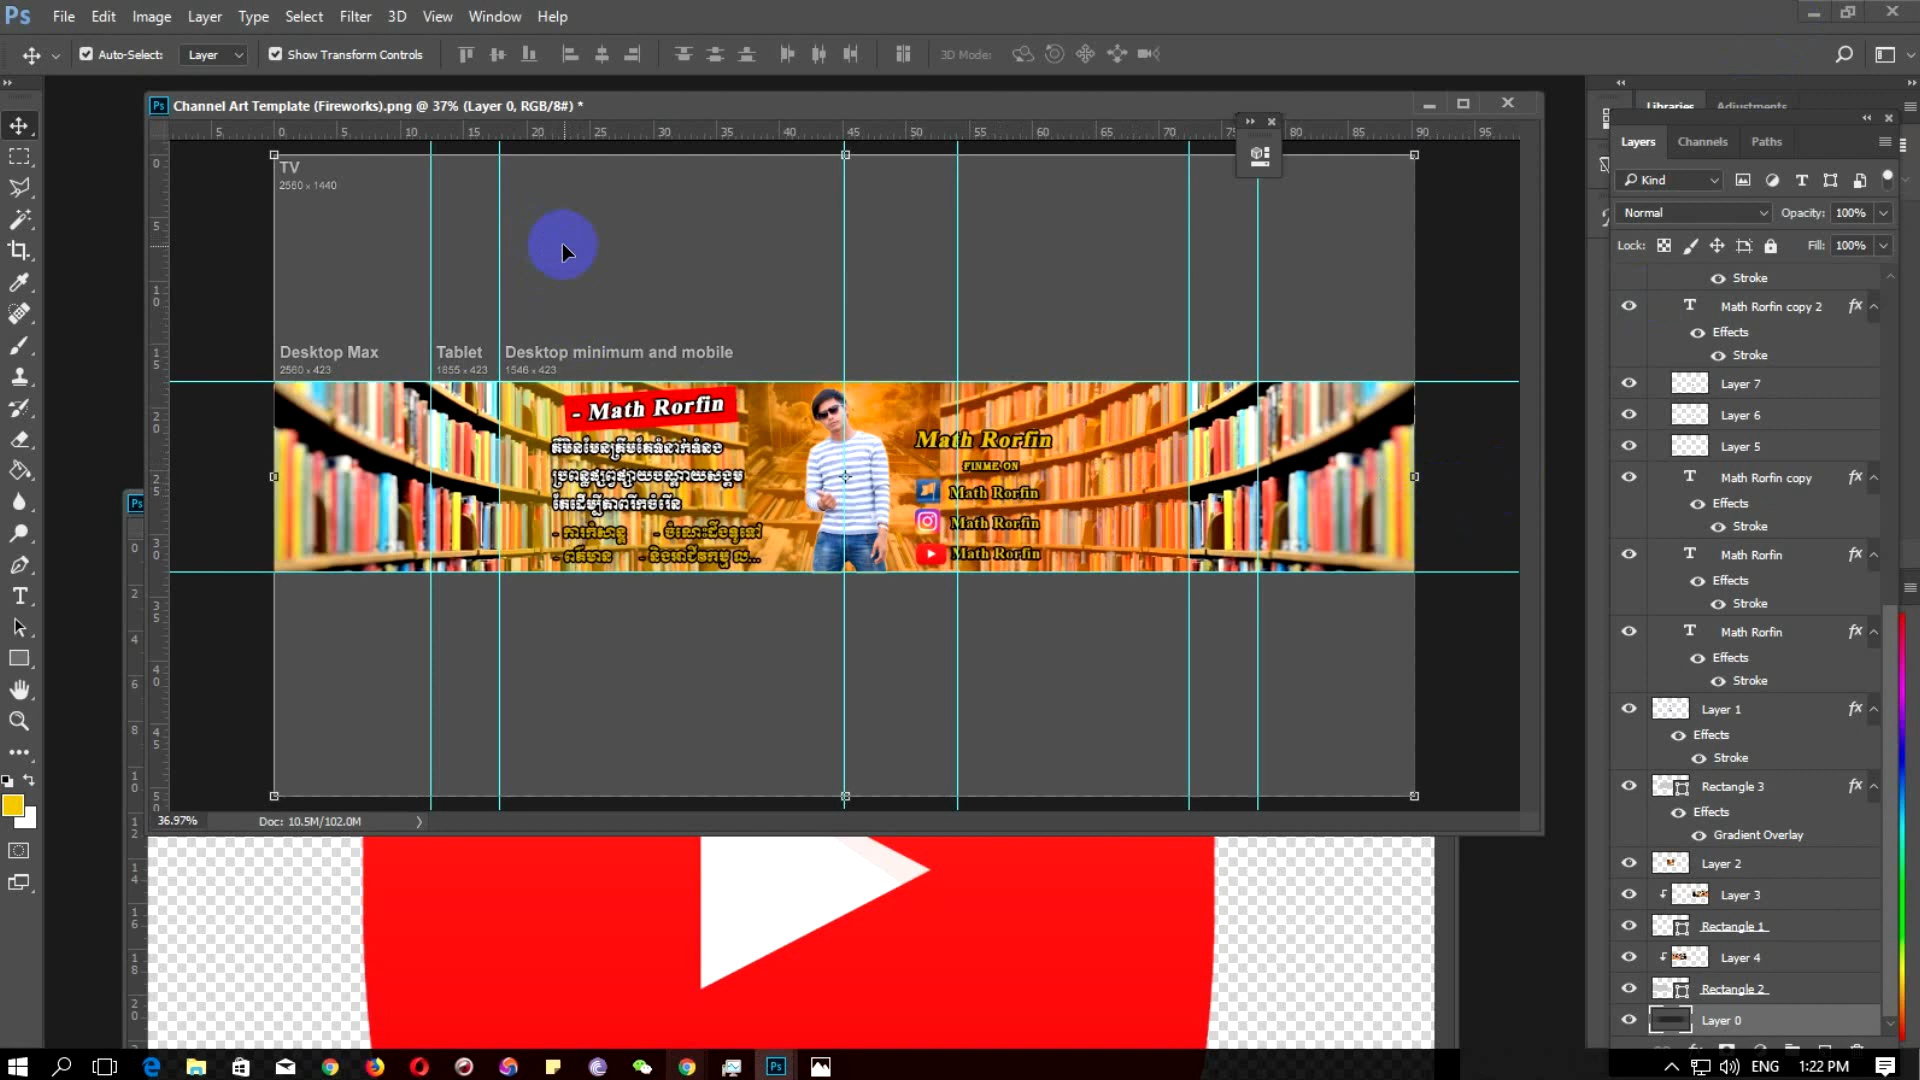 File Edit Image Layer Type Select Filter 3D View Window Help
Auto-Select: Layer Show Transform Controls 3D Mode:
Channel Art Template (Fireworks).png @ 37% (Layer 0, RGB/8#) *
Libraries Adjustments
Layers Channels Paths
Kind
Normal Opacity: 100%
Lock: Fill: 100%
TV
2560 x 1440
Desktop Max
2560 x 423
Tablet
1855 x 423
Desktop minimum and mobile
1546 x 423
- Math Rorfin
Math Rorfin
FINME ON
Math Rorfin
Math Rorfin
Math Rorfin
Stroke
Math Rorfin copy 2 fx
Effects
Stroke
Layer 7
Layer 6
Layer 5
Math Rorfin copy fx
Effects
Stroke
Math Rorfin fx
Effects
Stroke
Math Rorfin fx
Effects
Stroke
Layer 1 fx
Effects
Stroke
Rectangle 3 fx
Effects
Gradient Overlay
Layer 2
Layer 3
Rectangle 1
Layer 4
Rectangle 2
Layer 0
36.97% Doc: 10.5M/102.0M
ENG 1:22 PM